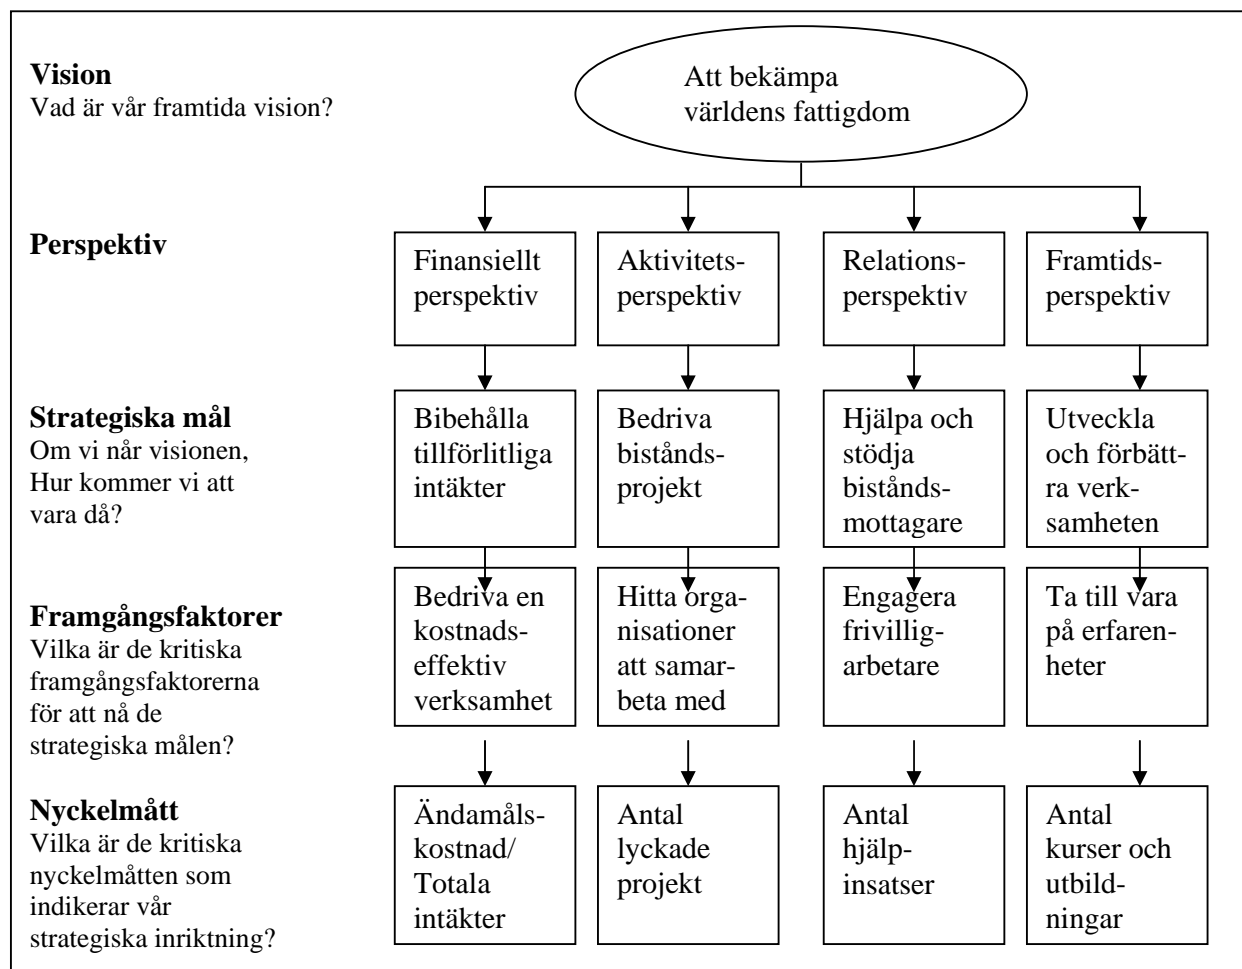 Vision
Vad är vår framtida vision?
Att bekämpa
världens fattigdom
Perspektiv
Finansiellt
perspektiv
Aktivitets-
perspektiv
Relations-
perspektiv
Framtids-
perspektiv
Strategiska mål
Om vi når visionen,
Hur kommer vi att
vara då?
Bibehålla
tillförlitliga
intäkter
Bedriva
bistånds-
projekt
Hjälpa och
stödja
bistånds-
mottagare
Utveckla
och förbätt-
ra verk-
samheten
Framgångsfaktorer
Vilka är de kritiska
framgångsfaktorerna
för att nå de
strategiska målen?
Bedriva en
kostnads-
effektiv
verksamhet
Hitta orga-
nisationer
att samar-
beta med
Engagera
frivillig-
arbetare
Ta till vara
på erfaren-
heter
Nyckelmått
Vilka är de kritiska
nyckelmåtten som
indikerar vår
strategiska inriktning?
Ändamåls-
kostnad/
Totala
intäkter
Antal
lyckade
projekt
Antal
hjälp-
insatser
Antal
kurser och
utbild-
ningar